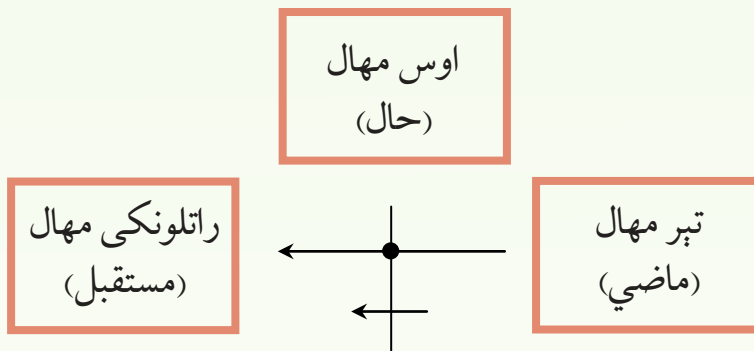 اوس مهال
(حال)
تېر مهال
(ماضي)
راتلونکی مهال
(مستقبل)